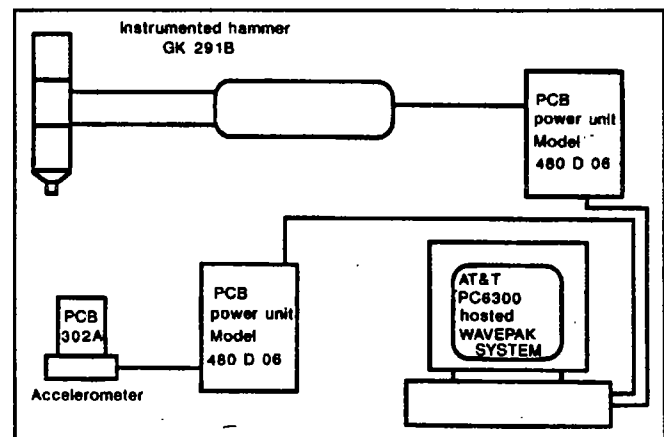 Instrumented hammer
GK 291B
PCB
power unit
Model
480 D 06
PCB
power unit
Model
480 D 06
AT&T
PC6300
hosted
WAVEPAK
SYSTEM
PCB
302A
Accelerometer